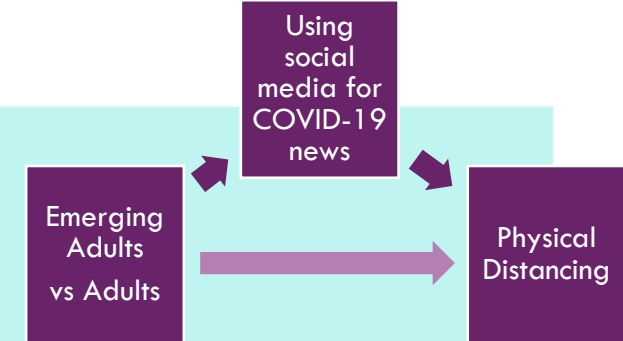 Using
social
media for
COVID-19
news
Emerging
Adults
vs Adults
Physical
Distancing